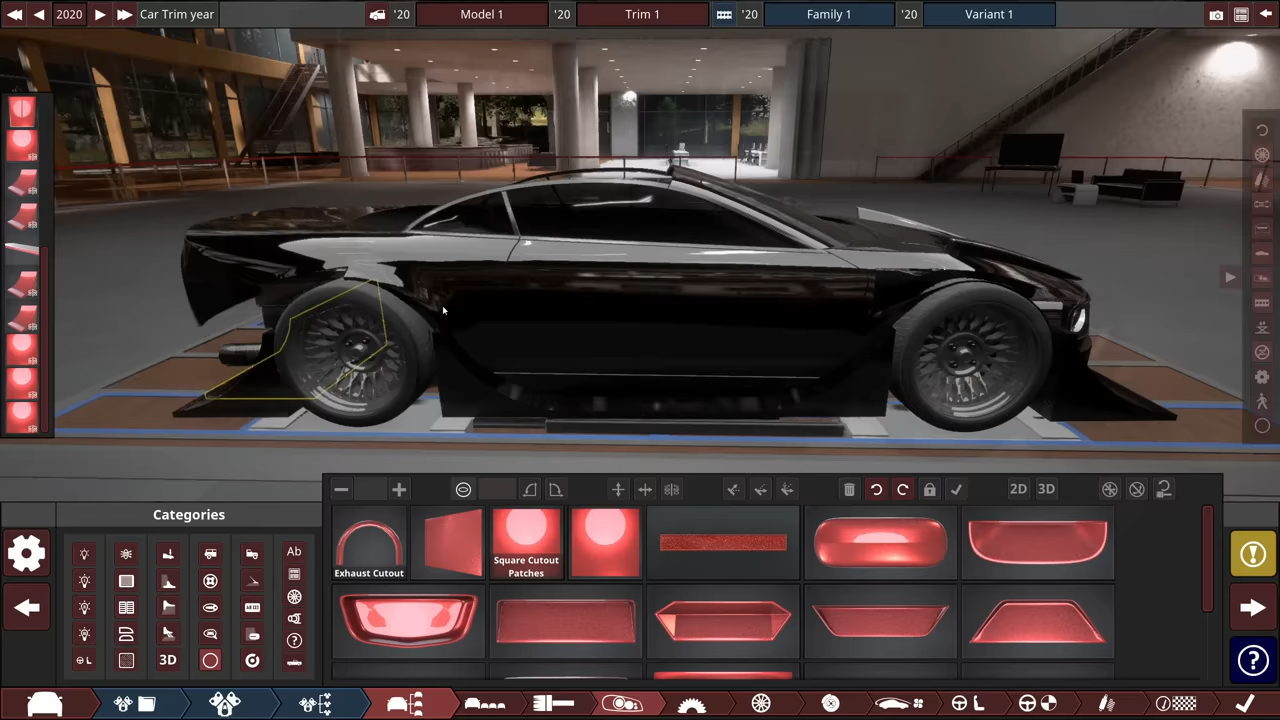 2020 Car Trim year '20 Model 1 '20 Trim 1 '20 Family 1 '20 Variant 1
2D 3D
Categories
Exhaust Cutout
Square Cutout
Patches
Ab
3D
L